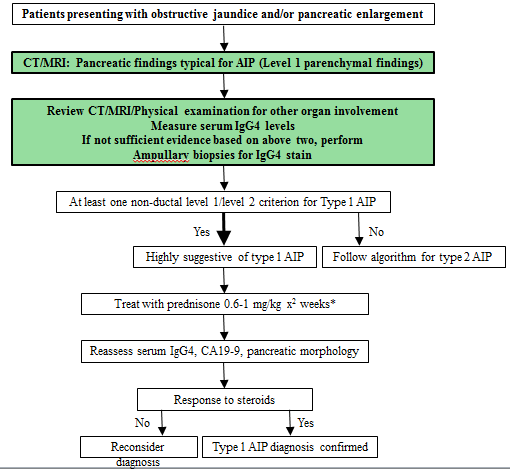 Patients presenting with obstructive jaundice and/or pancreatic enlargement
CT/MRI: Pancreatic findings typical for AIP (Level 1 parenchymal findings)
Review CT/MRI/Physical examination for other organ involvement
Measure serum IgG4 levels
If not sufficient evidence based on above two, perform
Ampullary biopsies for IgG4 stain
At least one non-ductal level 1/level 2 criterion for Type 1 AIP
Yes
No
Highly suggestive of type 1 AIP
Follow algorithm for type 2 AIP
Treat with prednisone 0.6-1 mg/kg x² weeks*
Reassess serum IgG4, CA19-9, pancreatic morphology
Response to steroids
No
Yes
Reconsider
diagnosis
Type 1 AIP diagnosis confirmed